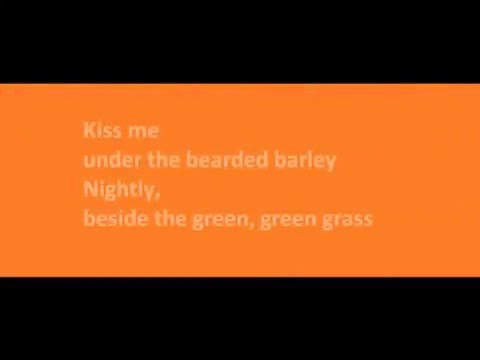 Kiss me
under the bearded barley
Nightly,
beside the green, green grass